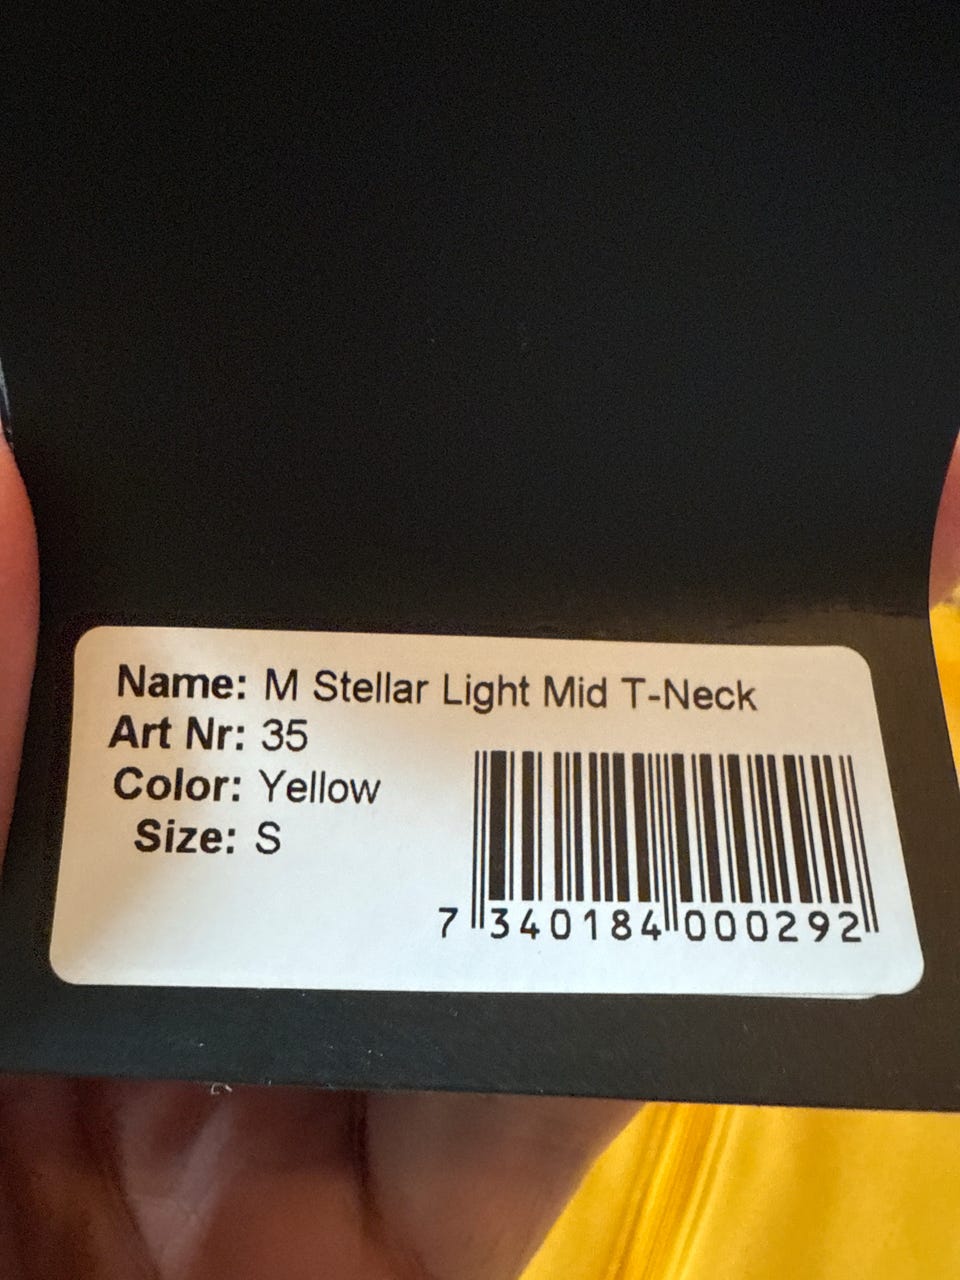 Name: M Stellar Light Mid T-Neck
Art Nr: 35
Color: Yellow
Size: S
7 340184 000292